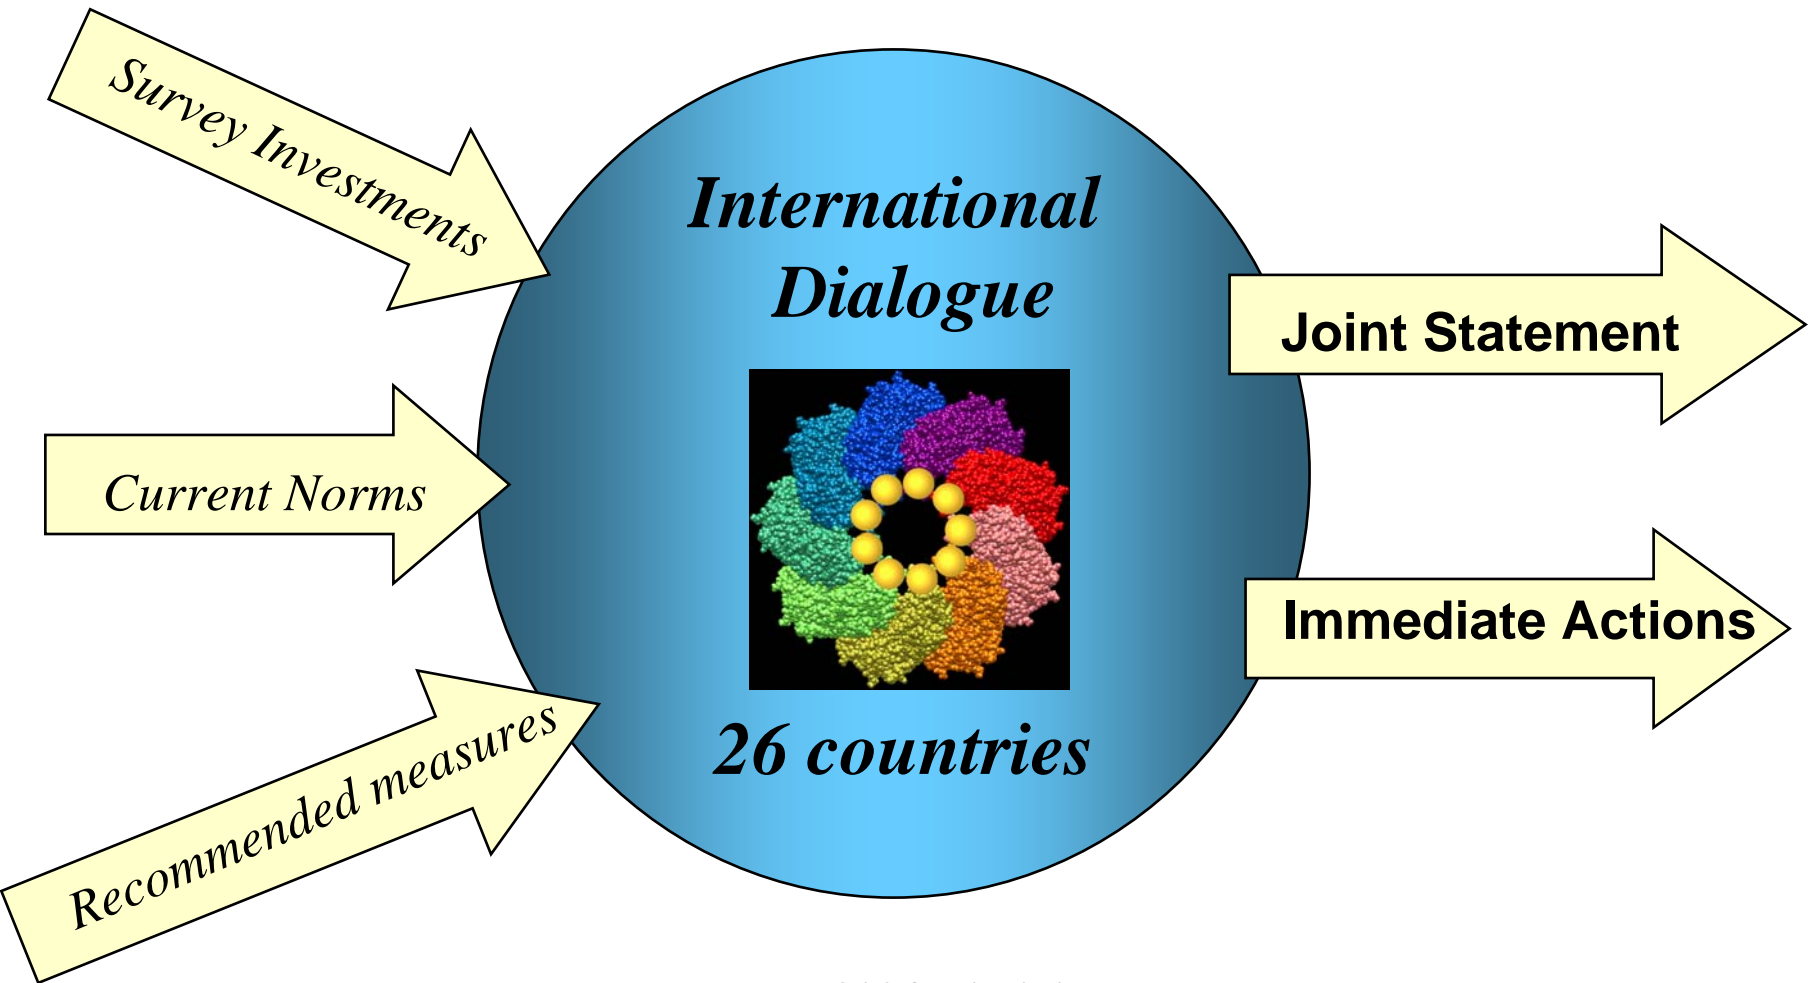 Survey Investments
Current Norms
Recommended measures
International
Dialogue
26 countries
Joint Statement
Immediate Actions